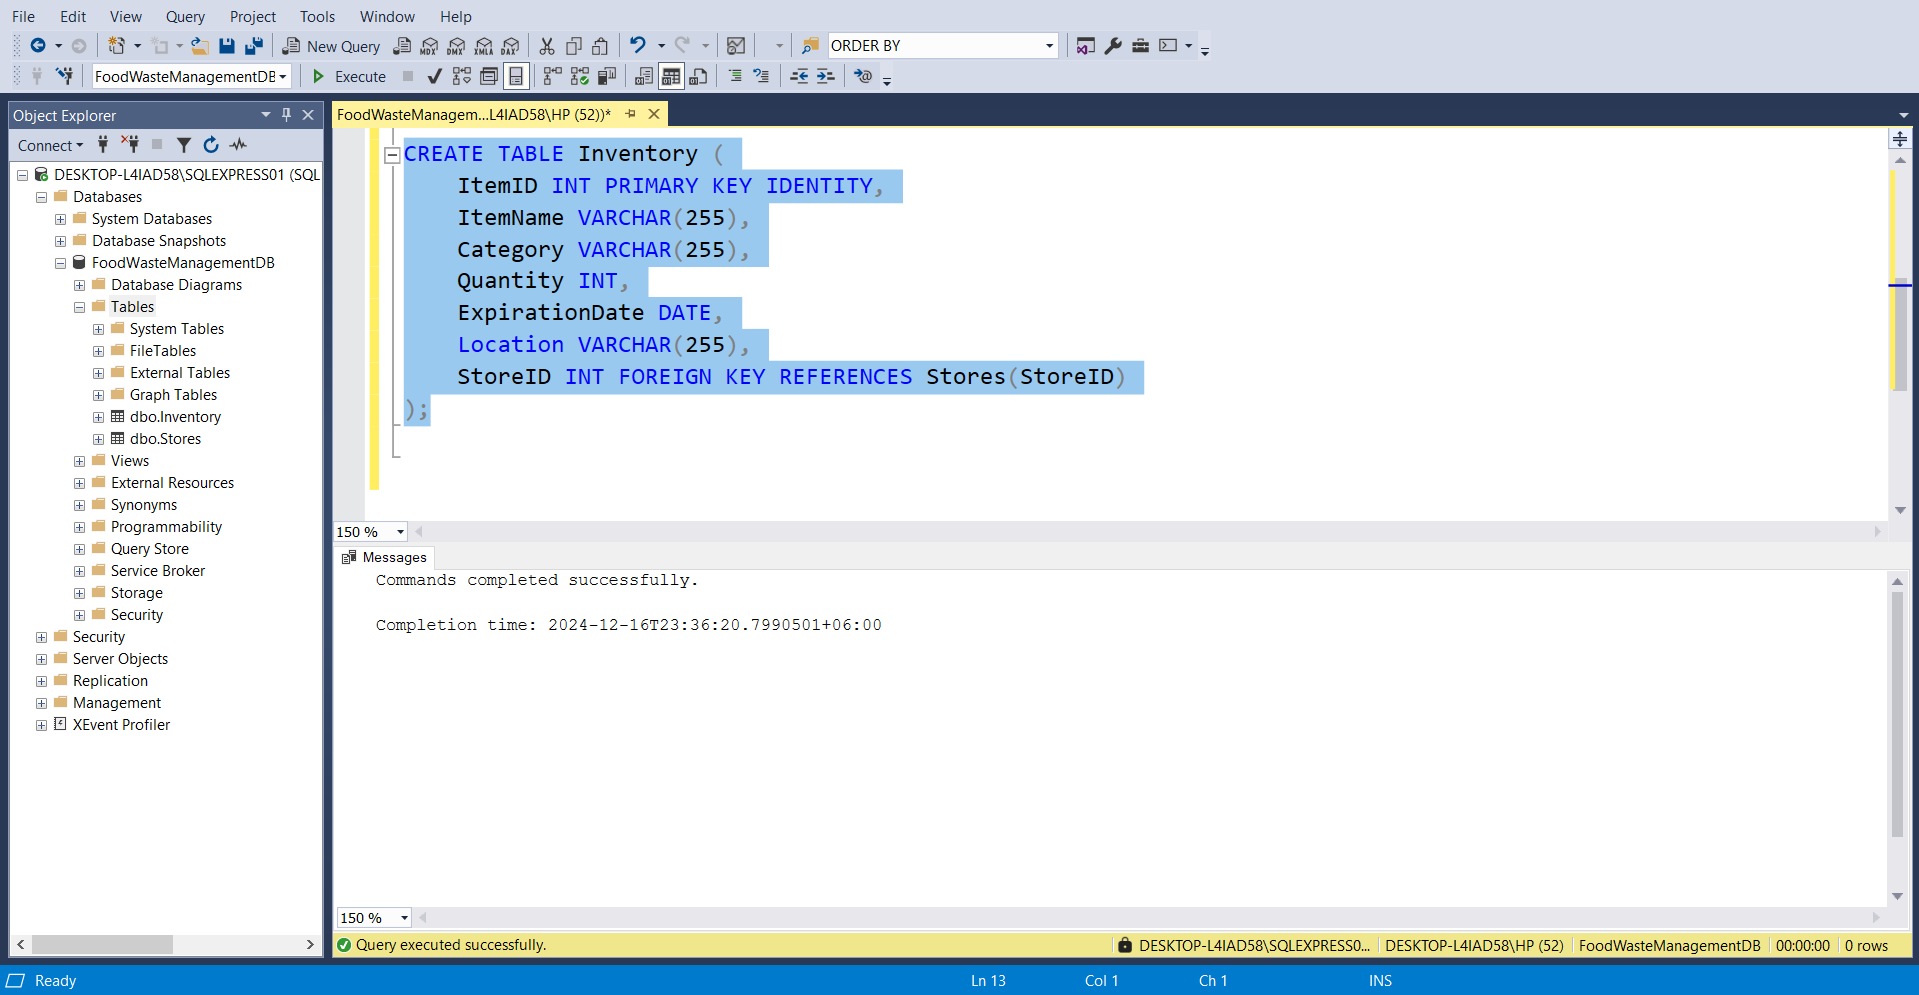 File Edit View Query Project Tools Window Help
New Query MDX DMX XMLA DAX ORDER BY
FoodWasteManagementDB Execute
Object Explorer
Connect
DESKTOP-L4IAD58\SQLEXPRESS01 (SQL
Databases
System Databases
Database Snapshots
FoodWasteManagementDB
Database Diagrams
Tables
System Tables
FileTables
External Tables
Graph Tables
dbo.Inventory
dbo.Stores
Views
External Resources
Synonyms
Programmability
Query Store
Service Broker
Storage
Security
Security
Server Objects
Replication
Management
XEvent Profiler
FoodWasteManagem...L4IAD58\HP (52))*
CREATE TABLE Inventory (
ItemID INT PRIMARY KEY IDENTITY,
ItemName VARCHAR(255),
Category VARCHAR(255),
Quantity INT,
ExpirationDate DATE,
Location VARCHAR(255),
StoreID INT FOREIGN KEY REFERENCES Stores(StoreID)
);
150 %
Messages
Commands completed successfully.
Completion time: 2024-12-16T23:36:20.7990501+06:00
150 %
Query executed successfully. DESKTOP-L4IAD58\SQLEXPRESS0... DESKTOP-L4IAD58\HP (52) FoodWasteManagementDB 00:00:00 0 rows
Ready Ln 13 Col 1 Ch 1 INS